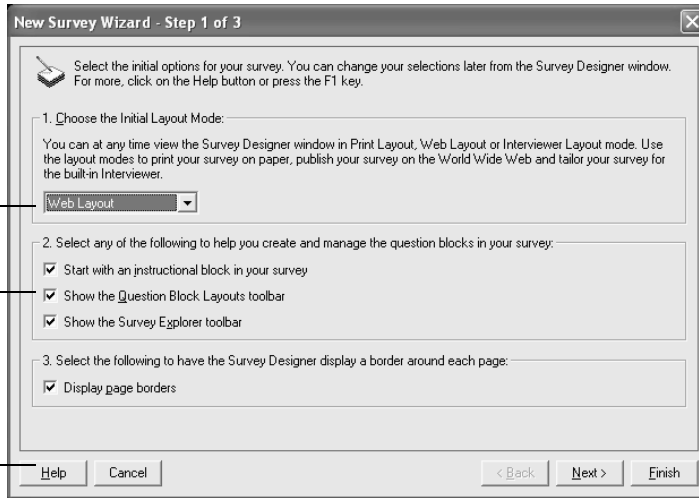 New Survey Wizard - Step 1 of 3
Select the initial options for your survey. You can change your selections later from the Survey Designer window.
For more, click on the Help button or press the F1 key.
1. Choose the Initial Layout Mode:
You can at any time view the Survey Designer window in Print Layout, Web Layout or Interviewer Layout mode. Use
the layout modes to print your survey on paper, publish your survey on the World Wide Web and tailor your survey for
the built-in Interviewer.
Web Layout
2. Select any of the following to help you create and manage the question blocks in your survey:
Start with an instructional block in your survey
Show the Question Block Layouts toolbar
Show the Survey Explorer toolbar
3. Select the following to have the Survey Designer display a border around each page:
Display page borders
Help Cancel < Back Next > Finish